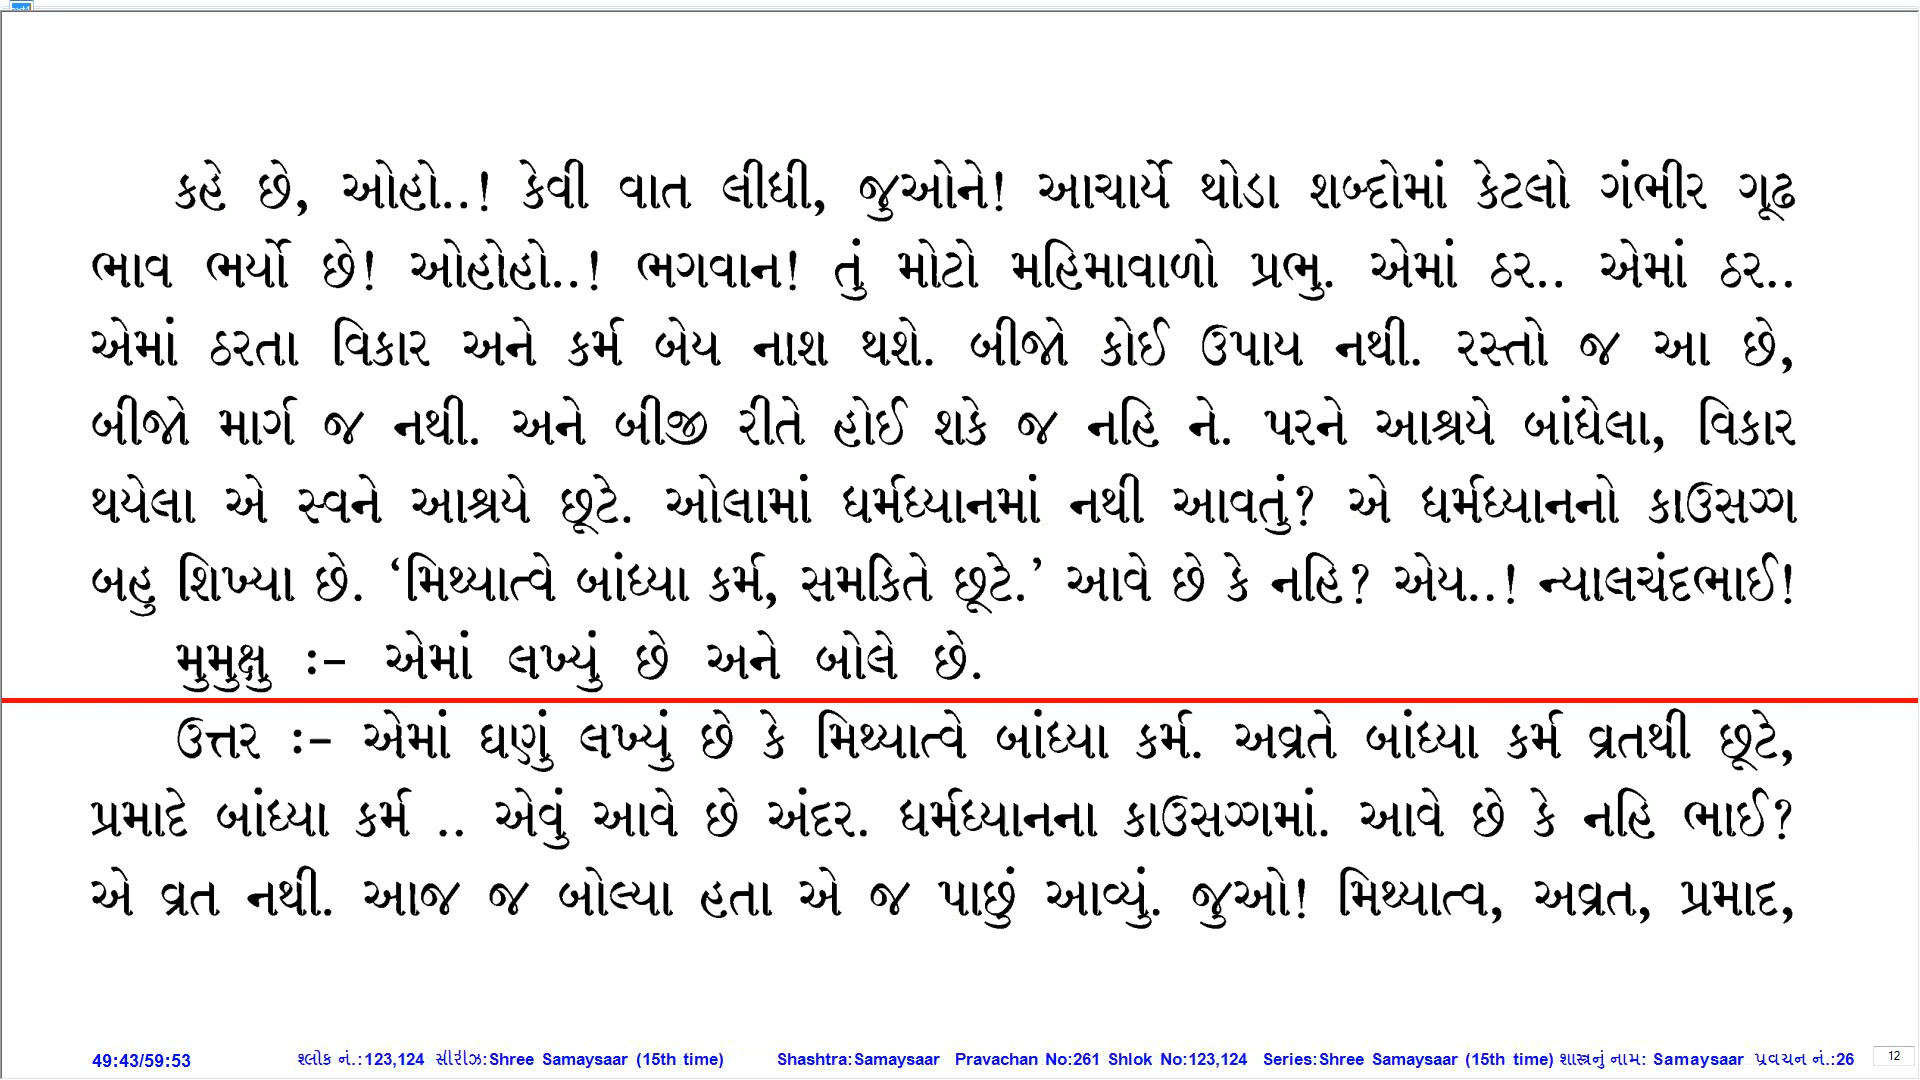 કહે છે, ઓહો..! કેવી વાત લીધી, જુઓને! આચાર્યે થોડા શબ્દોમાં કેટલો ગંભીર ગૂઢ
ભાવ ભર્યો છે! ઓહોહો..! ભગવાન! તું મોટો મહિમાવાળો પ્રભુ. એમાં ઠર.. એમાં ઠર..
એમાં ઠરતા વિકાર અને કર્મ બેય નાશ થશે. બીજો કોઈ ઉપાય નથી. રસ્તો જ આ છે,
બીજો માર્ગ જ નથી. અને બીજી રીતે હોઈ શકે જ નહિ ને. પરને આશ્રયે બાંધેલા, વિકાર
થયેલા એ સ્વને આશ્રયે છૂટે. ઓલામાં ધર્મધ્યાનમાં નથી આવતું? એ ધર્મધ્યાનનો કાઉસગ્ગ
બહુ શિખ્યા છે. ‘મિથ્યાત્વે બાંધ્યા કર્મ, સમકિતે છૂટે.’ આવે છે કે નહિ? એય..! ન્યાલચંદભાઈ!
મુમુક્ષુ :- એમાં લખ્યું છે અને બોલે છે.
ઉત્તર :- એમાં ઘણું લખ્યું છે કે મિથ્યાત્વે બાંધ્યા કર્મ. અવ્રતે બાંધ્યા કર્મ વ્રતથી છૂટે,
પ્રમાદે બાંધ્યા કર્મ .. એવું આવે છે અંદર. ધર્મધ્યાનના કાઉસગ્ગમાં. આવે છે કે નહિ ભાઈ?
એ વ્રત નથી. આજ જ બોલ્યા હતા એ જ પાછું આવ્યું. જુઓ! મિથ્યાત્વ, અવ્રત, પ્રમાદ,
49:43/59:53 શ્લોક નં.:123,124 સીરીઝ:Shree Samaysaar (15th time) Shashtra:Samaysaar Pravachan No:261 Shlok No:123,124 Series:Shree Samaysaar (15th time) શાસ્ત્રનું નામ: Samaysaar પ્રવચન નં.:26 12